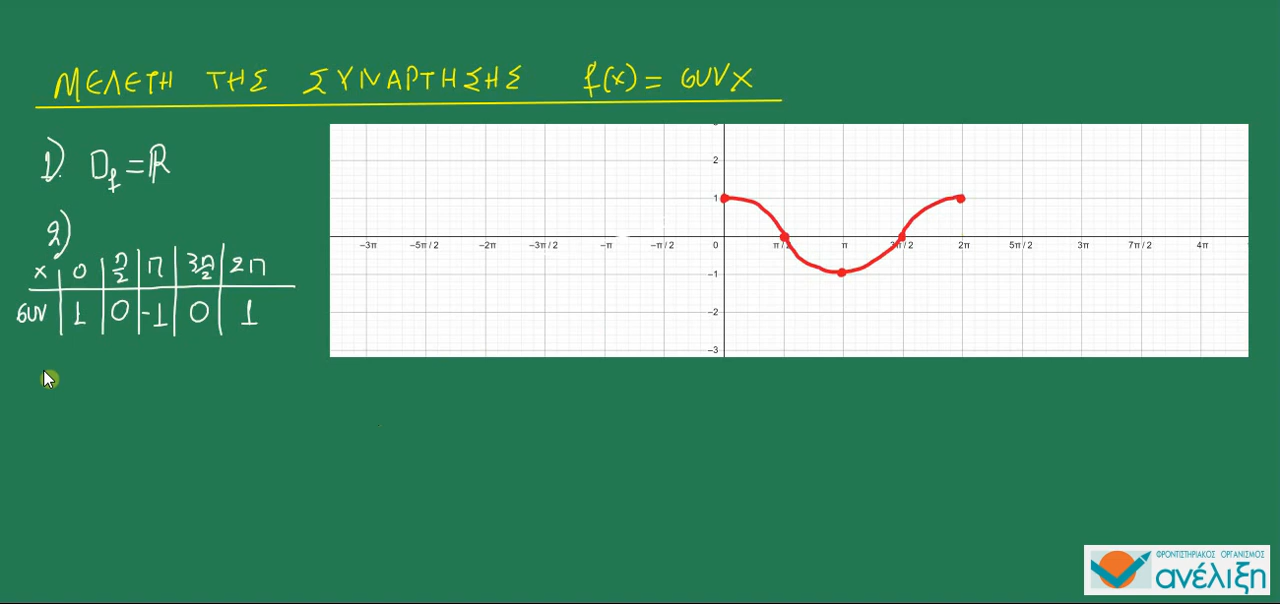 ΜΕΛΕΤΗ ΤΗΣ ΣΥΝΑΡΤΗΣΗΣ f(x) = συνx
1) D_f = ℝ
2)
x | 0 | π/2 | π | 3π/2 | 2π
συν | 1 | 0 | -1 | 0 | 1
2
1
-3π -5π/2 -2π -3π/2 -π -π/2 0 π/2 π 3π/2 2π 5π/2 3π 7π/2 4π
-1
-2
-3
ΦΡΟΝΤΙΣΤΗΡΙΑΚΟΣ ΟΡΓΑΝΙΣΜΟΣ
ανέλιξη